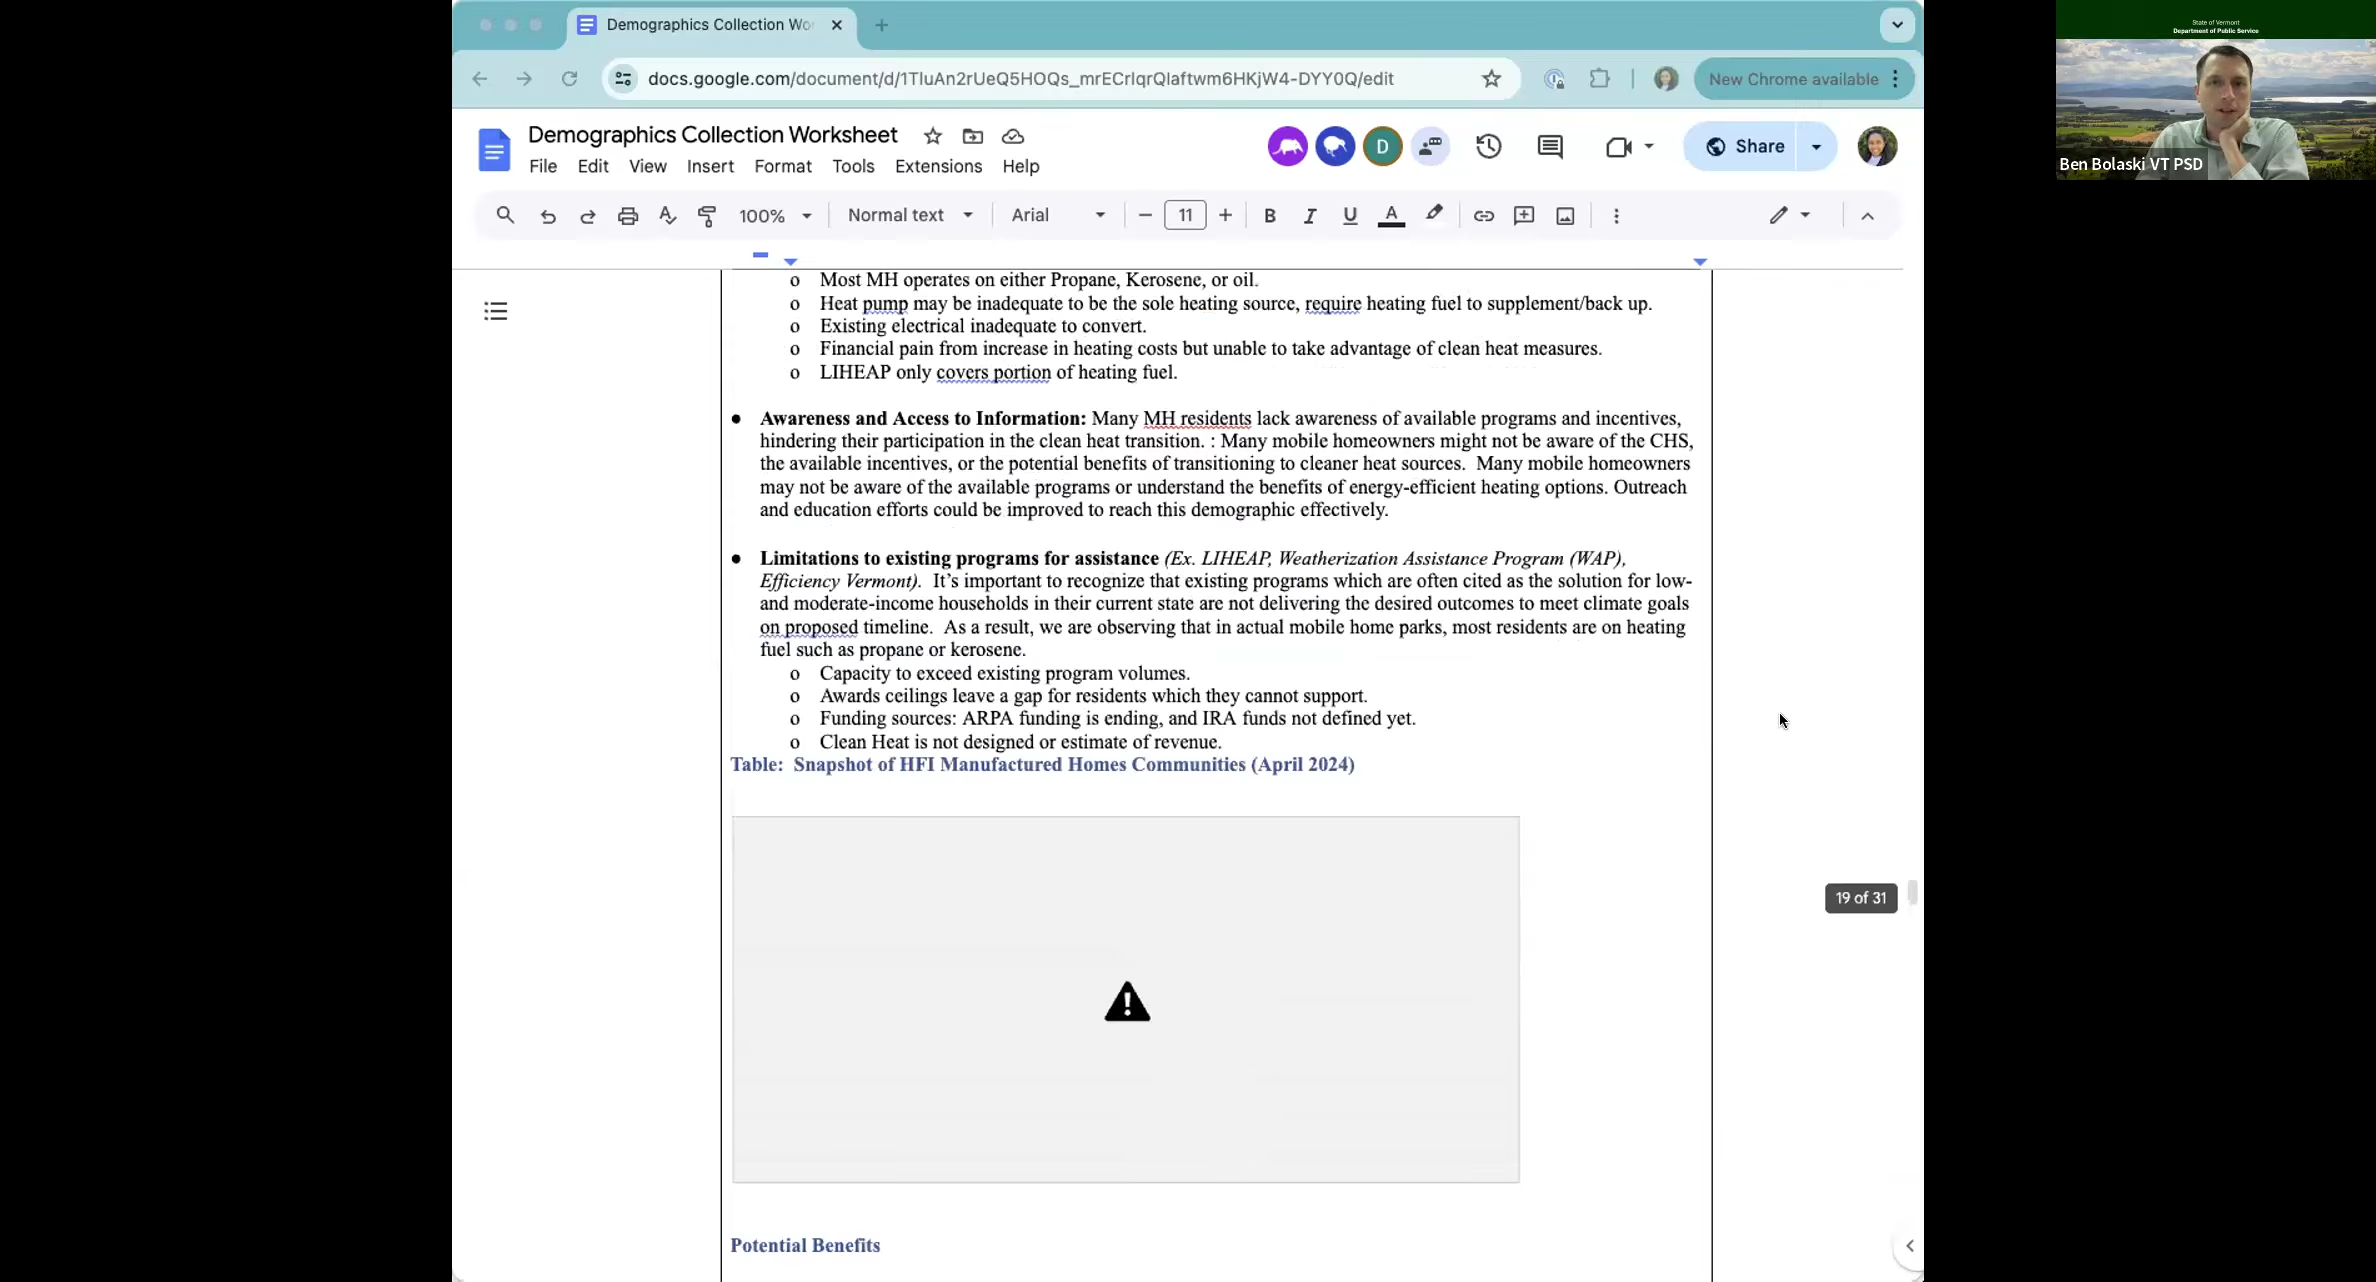 Demographics Collection Wo
docs.google.com/document/d/1TluAn2rUeQ5HOQs_mrECrIqrQlaftwm6HKjW4-DYY0Q/edit
New Chrome available
State of Vermont
Department of Public Service
Ben Bolaski VT PSD
Demographics Collection Worksheet
File Edit View Insert Format Tools Extensions Help
D
Share
100% Normal text Arial 11 B I U A
o Most MH operates on either Propane, Kerosene, or oil.
o Heat pump may be inadequate to be the sole heating source, require heating fuel to supplement/back up.
o Existing electrical inadequate to convert.
o Financial pain from increase in heating costs but unable to take advantage of clean heat measures.
o LIHEAP only covers portion of heating fuel.
● Awareness and Access to Information: Many MH residents lack awareness of available programs and incentives,
hindering their participation in the clean heat transition. : Many mobile homeowners might not be aware of the CHS,
the available incentives, or the potential benefits of transitioning to cleaner heat sources. Many mobile homeowners
may not be aware of the available programs or understand the benefits of energy-efficient heating options. Outreach
and education efforts could be improved to reach this demographic effectively.
● Limitations to existing programs for assistance (Ex. LIHEAP, Weatherization Assistance Program (WAP),
Efficiency Vermont). It’s important to recognize that existing programs which are often cited as the solution for low-
and moderate-income households in their current state are not delivering the desired outcomes to meet climate goals
on proposed timeline. As a result, we are observing that in actual mobile home parks, most residents are on heating
fuel such as propane or kerosene.
o Capacity to exceed existing program volumes.
o Awards ceilings leave a gap for residents which they cannot support.
o Funding sources: ARPA funding is ending, and IRA funds not defined yet.
o Clean Heat is not designed or estimate of revenue.
Table: Snapshot of HFI Manufactured Homes Communities (April 2024)
19 of 31
Potential Benefits